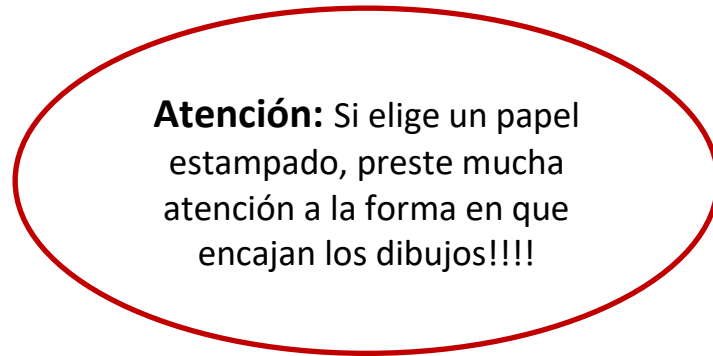 Atención: Si elige un papel
estampado, preste mucha
atención a la forma en que
encajan los dibujos!!!!